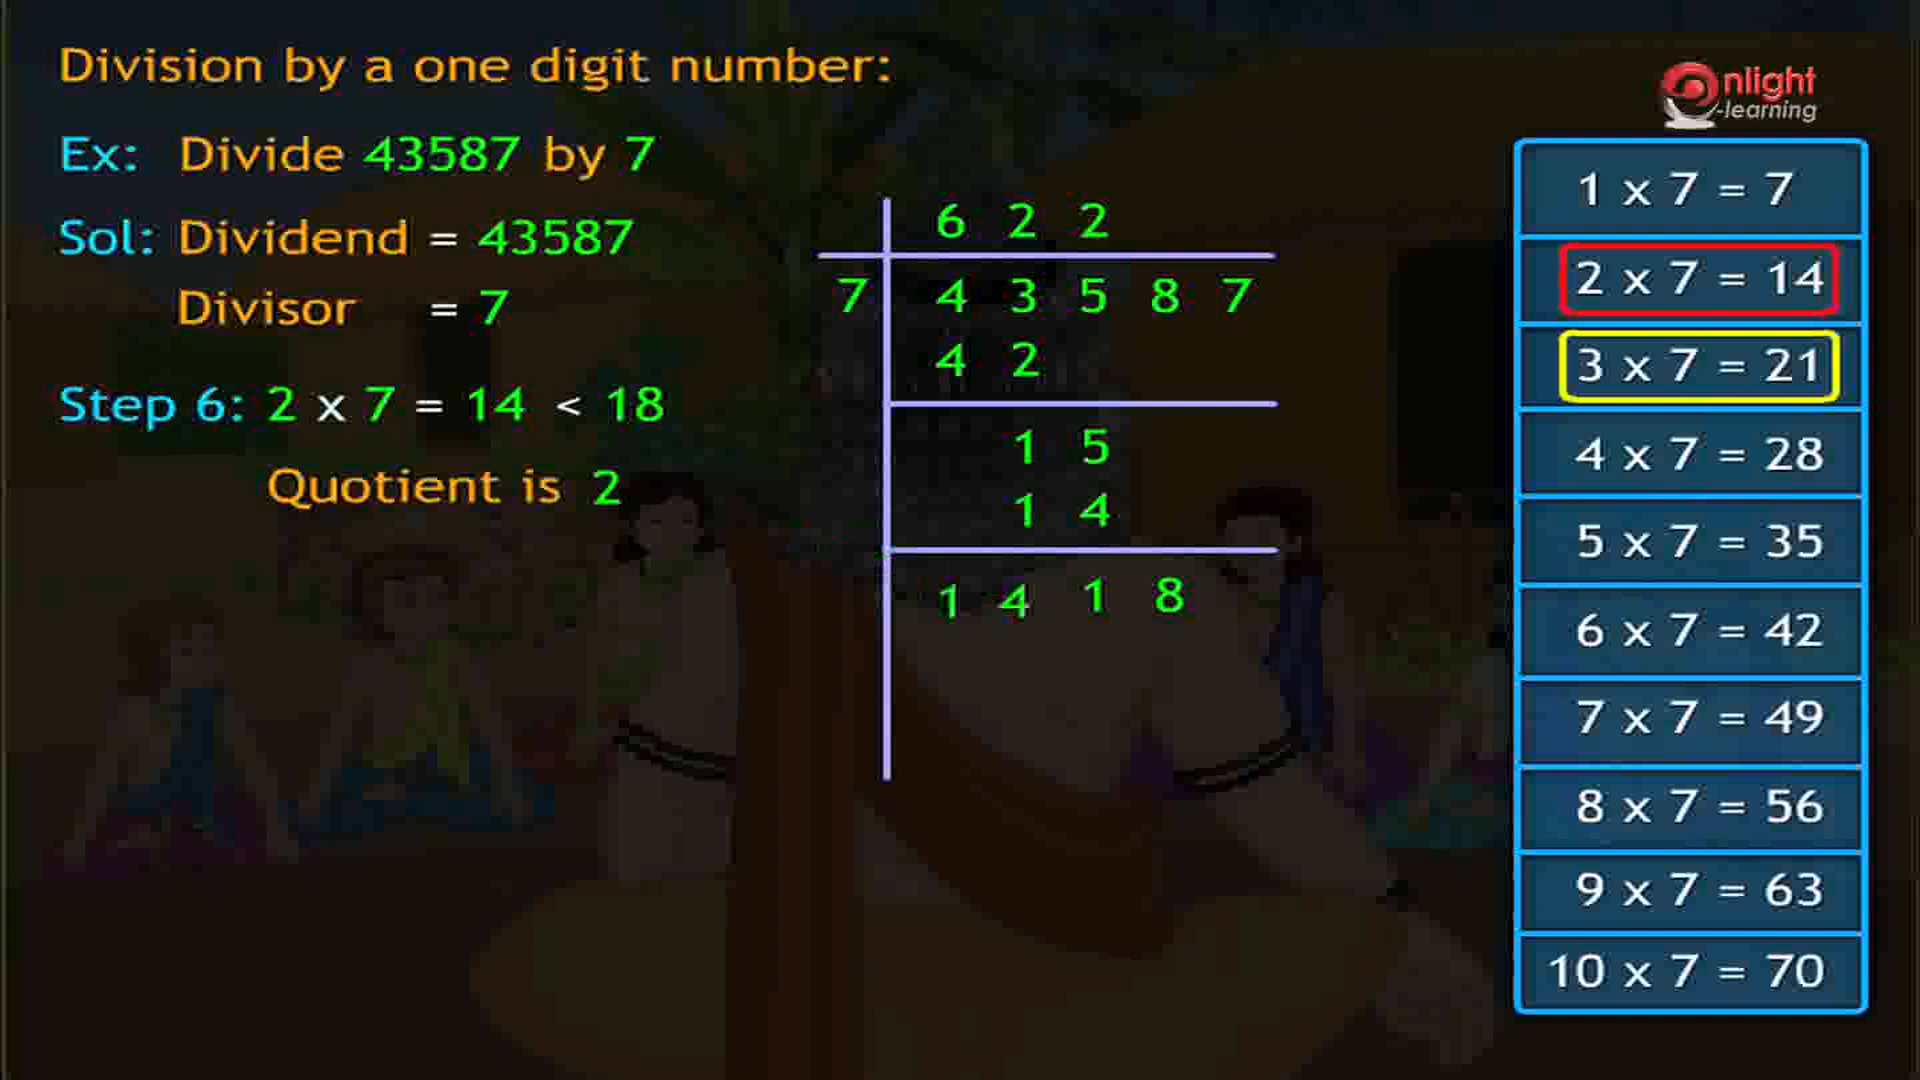 Division by a one digit number:
Ex: Divide 43587 by 7
Sol: Dividend = 43587
Divisor = 7
Step 6: 2 x 7 = 14 < 18
Quotient is 2
6 2 2
7 4 3 5 8 7
4 2
1 5
1 4
1 4 1 8
nlight
-learning
1 x 7 = 7
2 x 7 = 14
3 x 7 = 21
4 x 7 = 28
5 x 7 = 35
6 x 7 = 42
7 x 7 = 49
8 x 7 = 56
9 x 7 = 63
10 x 7 = 70